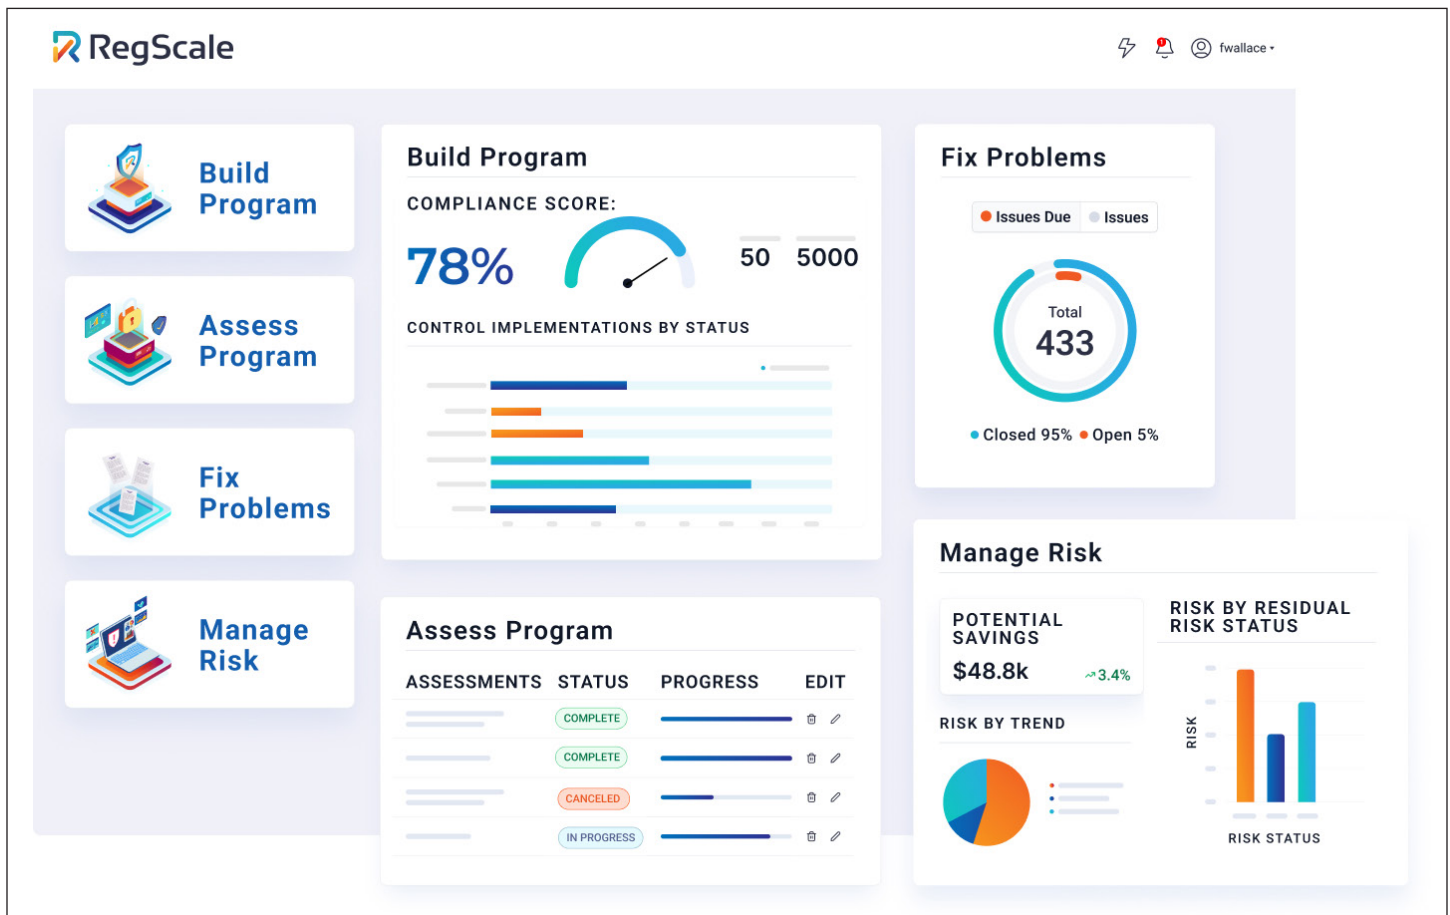 RegScale
1
fwallace
Build
Program
Assess
Program
Fix
Problems
Manage
Risk
Build Program
COMPLIANCE SCORE:
78%
50 5000
CONTROL IMPLEMENTATIONS BY STATUS
Assess Program
ASSESSMENTS STATUS PROGRESS EDIT
COMPLETE
COMPLETE
CANCELED
IN PROGRESS
Fix Problems
Issues Due Issues
Total
433
Closed 95% Open 5%
Manage Risk
POTENTIAL
SAVINGS
$48.8k 3.4%
RISK BY TREND
RISK BY RESIDUAL
RISK STATUS
RISK
RISK STATUS